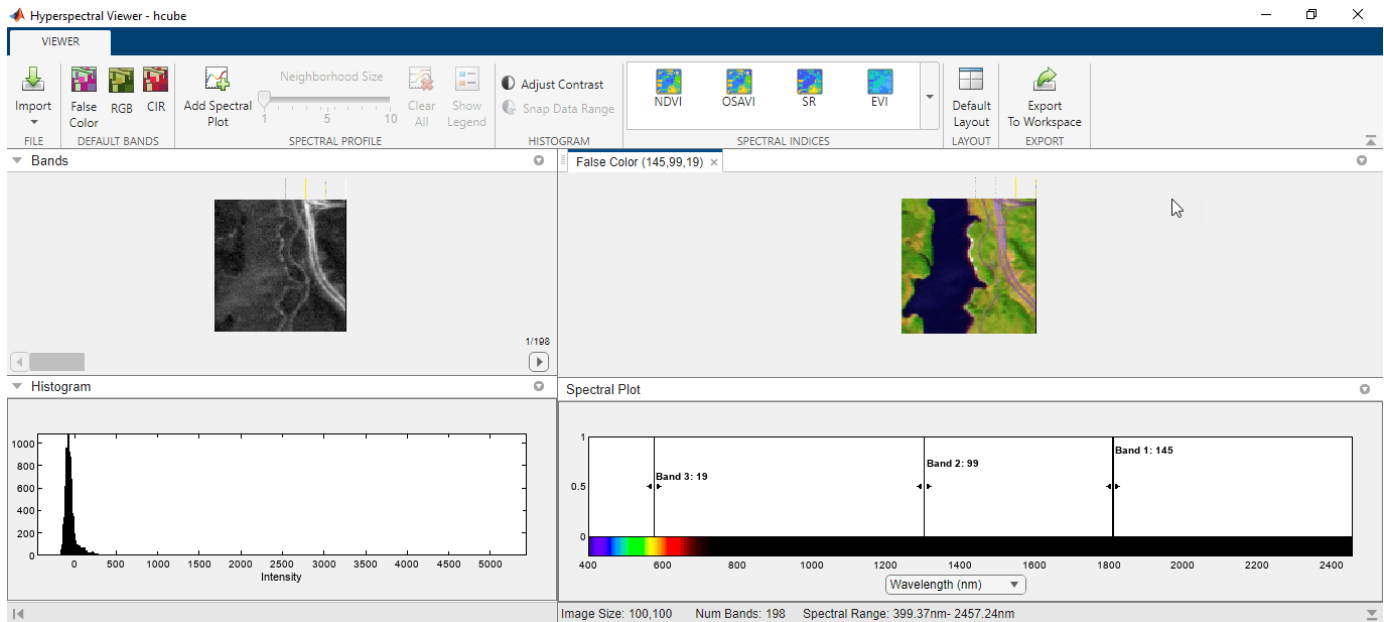 Hyperspectral Viewer - hcube
VIEWER
Import
False Color
RGB
CIR
Add Spectral Plot
Neighborhood Size
1 5 10
Clear All
Show Legend
Adjust Contrast
Snap Data Range
NDVI
OSAVI
SR
EVI
Default Layout
Export To Workspace
FILE
DEFAULT BANDS
SPECTRAL PROFILE
HISTOGRAM
SPECTRAL INDICES
LAYOUT
EXPORT
Bands
1/198
False Color (145,99,19) ×
Histogram
1000
800
600
400
200
0
0 500 1000 1500 2000 2500 3000 3500 4000 4500 5000
Intensity
Spectral Plot
1
0.5
0
Band 3: 19
Band 2: 99
Band 1: 145
400 600 800 1000 1200 1400 1600 1800 2000 2200 2400
Wavelength (nm)
Image Size: 100,100 Num Bands: 198 Spectral Range: 399.37nm- 2457.24nm